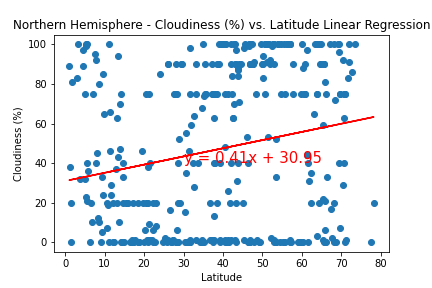 Northern Hemisphere - Cloudiness (%) vs. Latitude Linear Regression
Cloudiness (%)
100
80
60
40
20
0
y = 0.41x + 30.95
0 10 20 30 40 50 60 70 80
Latitude